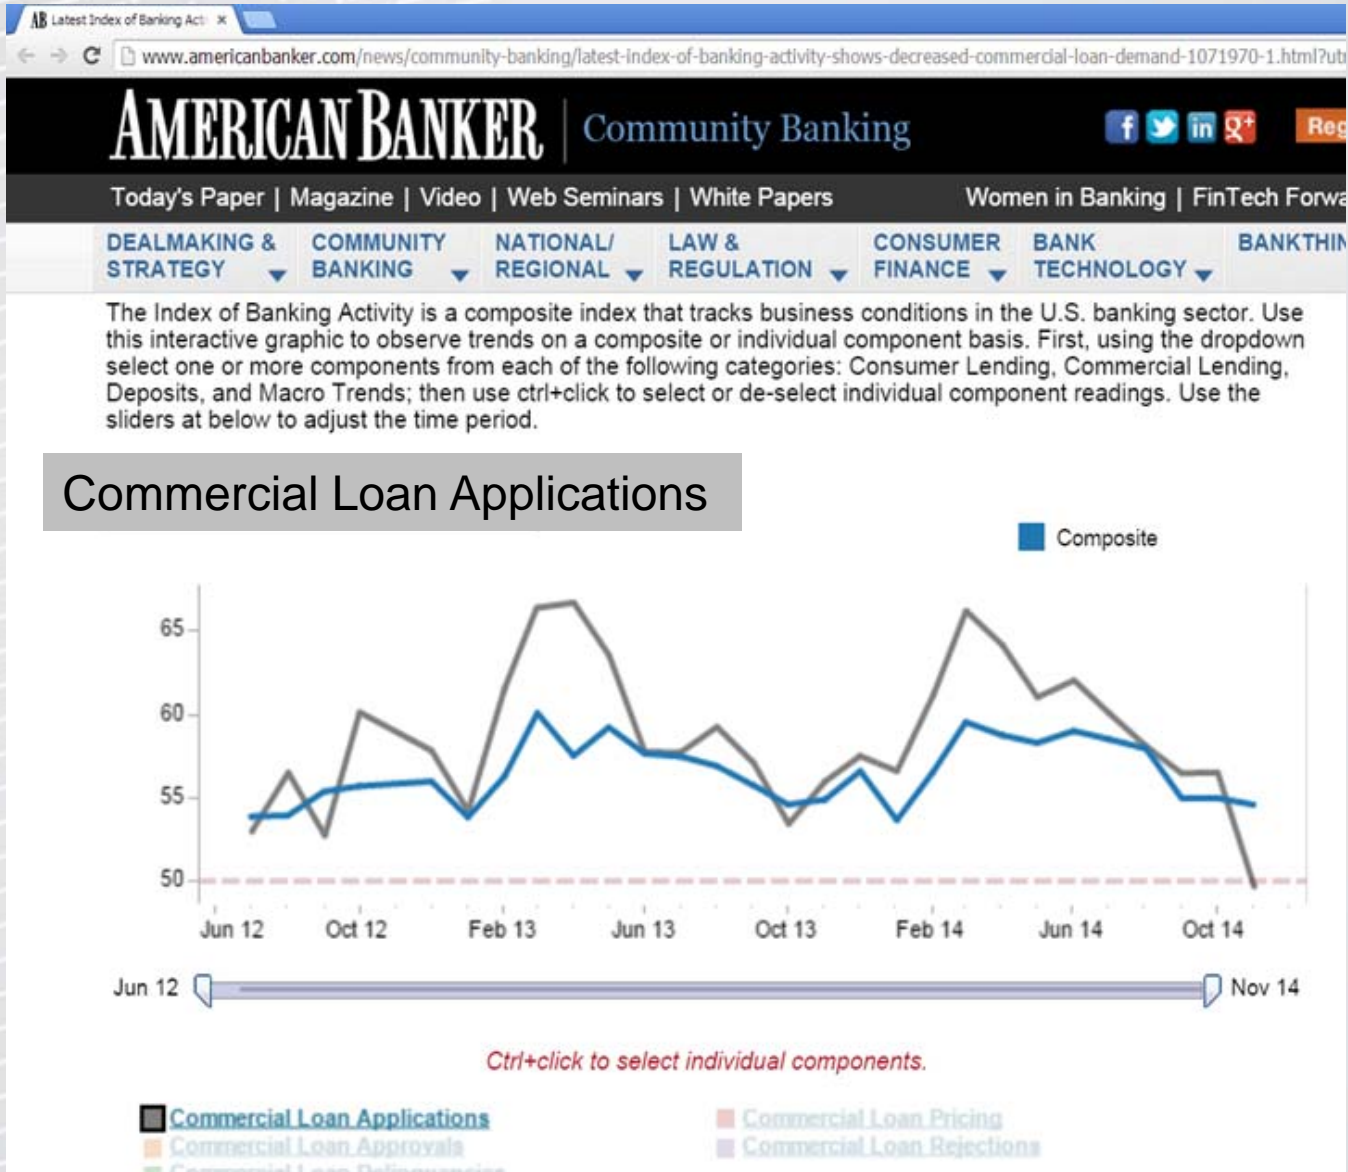 AB Latest Index of Banking Acti
www.americanbanker.com/news/community-banking/latest-index-of-banking-activity-shows-decreased-commercial-loan-demand-1071970-1.html?ut
AMERICAN BANKER | Community Banking
Reg
Today's Paper | Magazine | Video | Web Seminars | White Papers
Women in Banking | FinTech Forwa
DEALMAKING & STRATEGY
COMMUNITY BANKING
NATIONAL/ REGIONAL
LAW & REGULATION
CONSUMER FINANCE
BANK TECHNOLOGY
BANKTHIN
The Index of Banking Activity is a composite index that tracks business conditions in the U.S. banking sector. Use
this interactive graphic to observe trends on a composite or individual component basis. First, using the dropdown
select one or more components from each of the following categories: Consumer Lending, Commercial Lending,
Deposits, and Macro Trends; then use ctrl+click to select or de-select individual component readings. Use the
sliders at below to adjust the time period.
Commercial Loan Applications
Composite
65
60
55
50
Jun 12 Oct 12 Feb 13 Jun 13 Oct 13 Feb 14 Jun 14 Oct 14
Jun 12 Nov 14
Ctrl+click to select individual components.
Commercial Loan Applications
Commercial Loan Pricing
Commercial Loan Approvals
Commercial Loan Rejections
Commercial Loan Delinquencies